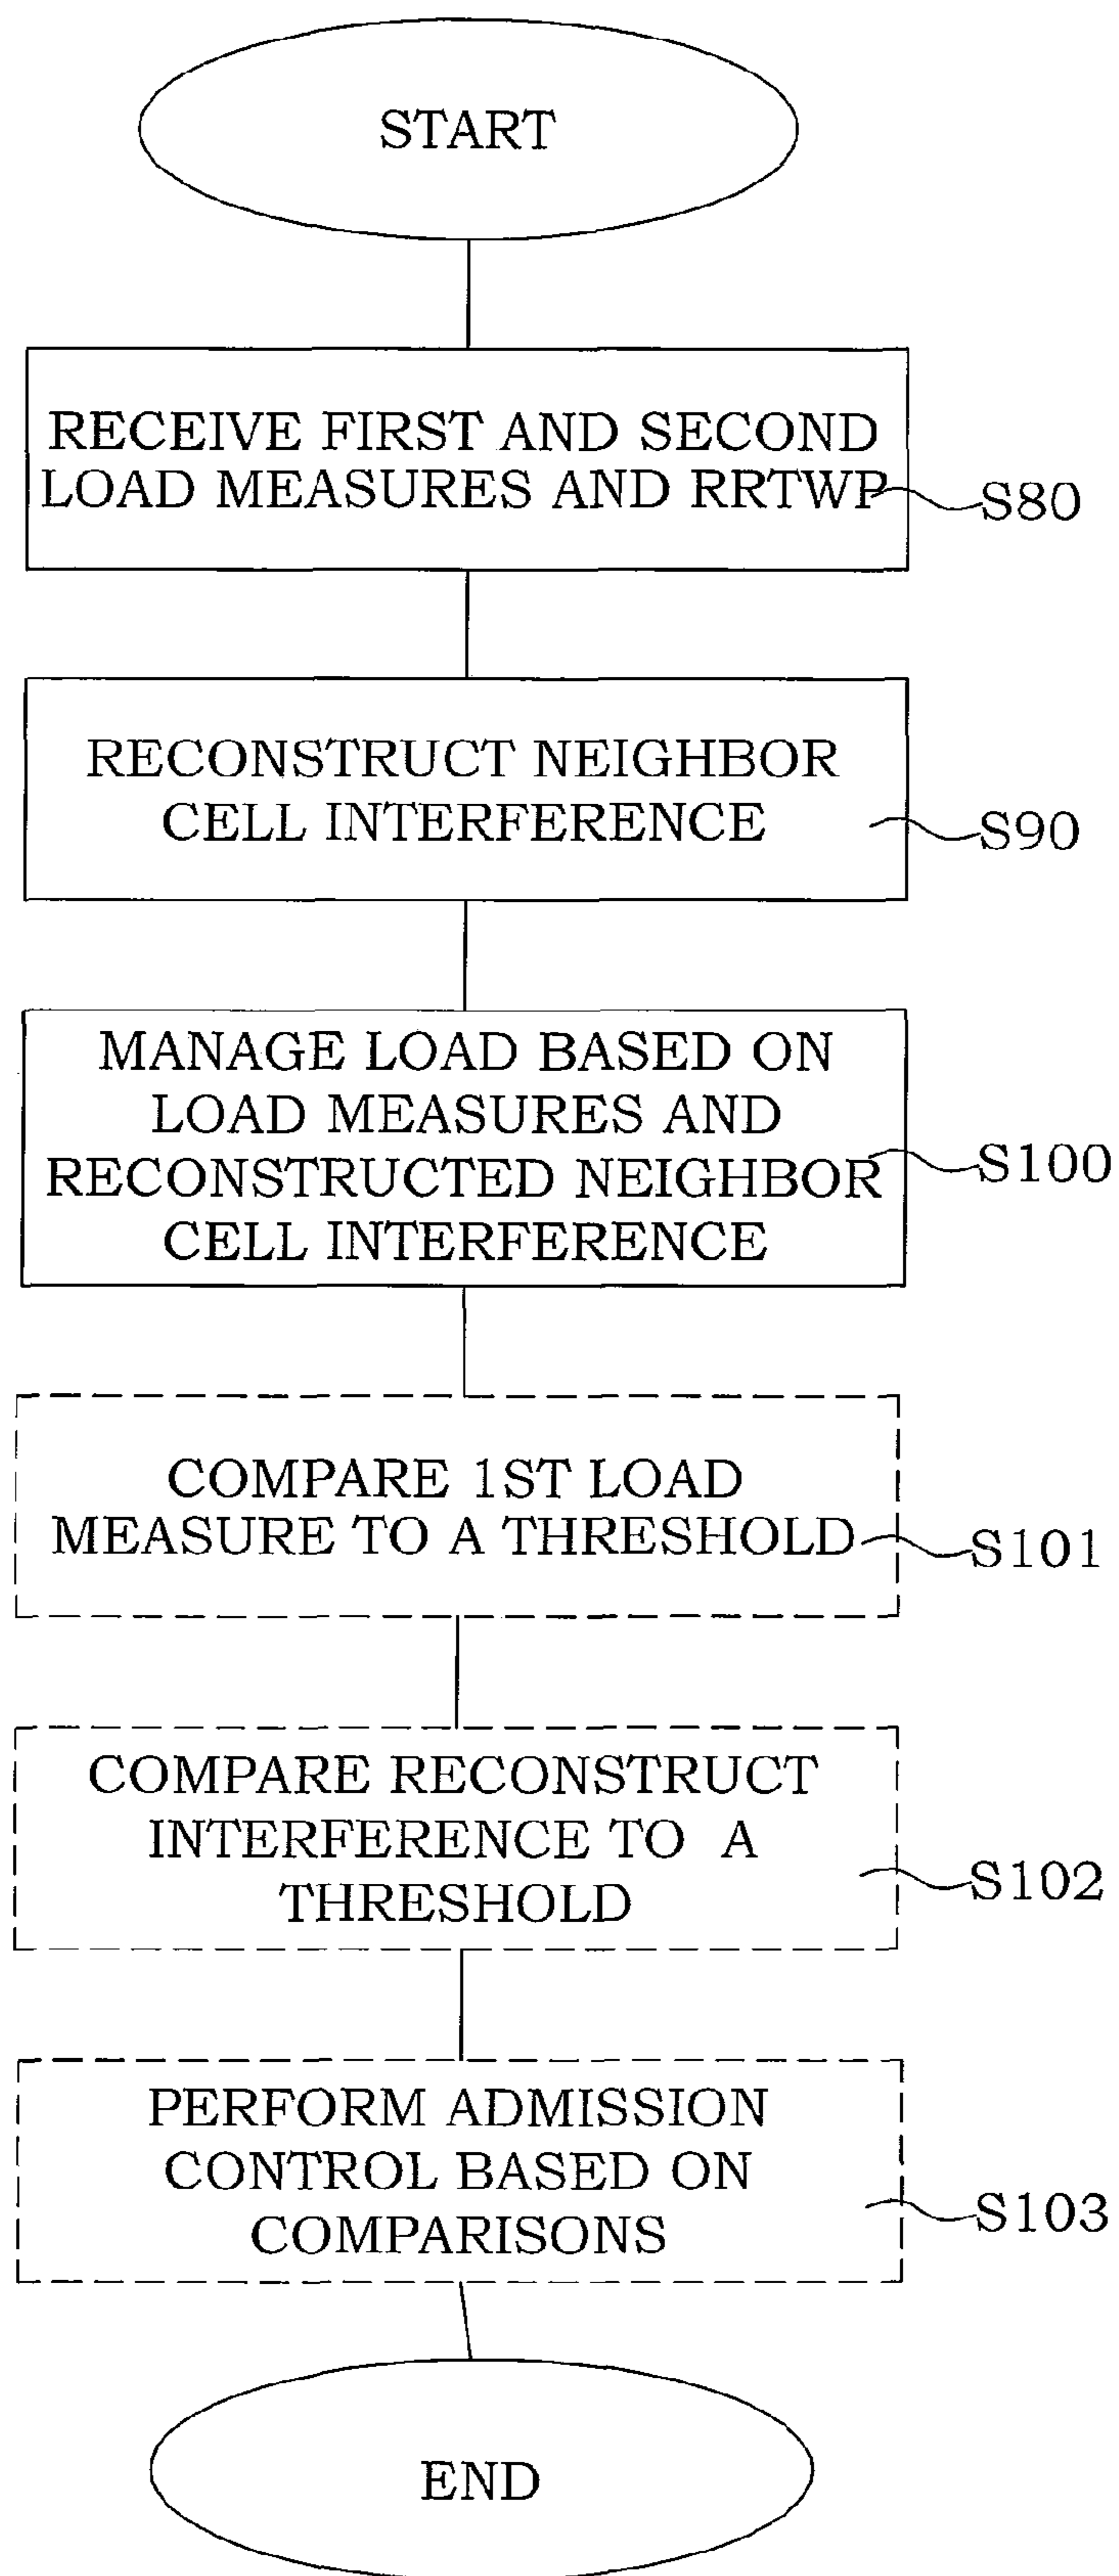 START
RECEIVE FIRST AND SECOND
LOAD MEASURES AND RRTWP
S80
RECONSTRUCT NEIGHBOR
CELL INTERFERENCE
S90
MANAGE LOAD BASED ON
LOAD MEASURES AND
RECONSTRUCTED NEIGHBOR
CELL INTERFERENCE
S100
COMPARE 1ST LOAD
MEASURE TO A THRESHOLD
S101
COMPARE RECONSTRUCT
INTERFERENCE TO A
THRESHOLD
S102
PERFORM ADMISSION
CONTROL BASED ON
COMPARISONS
S103
END